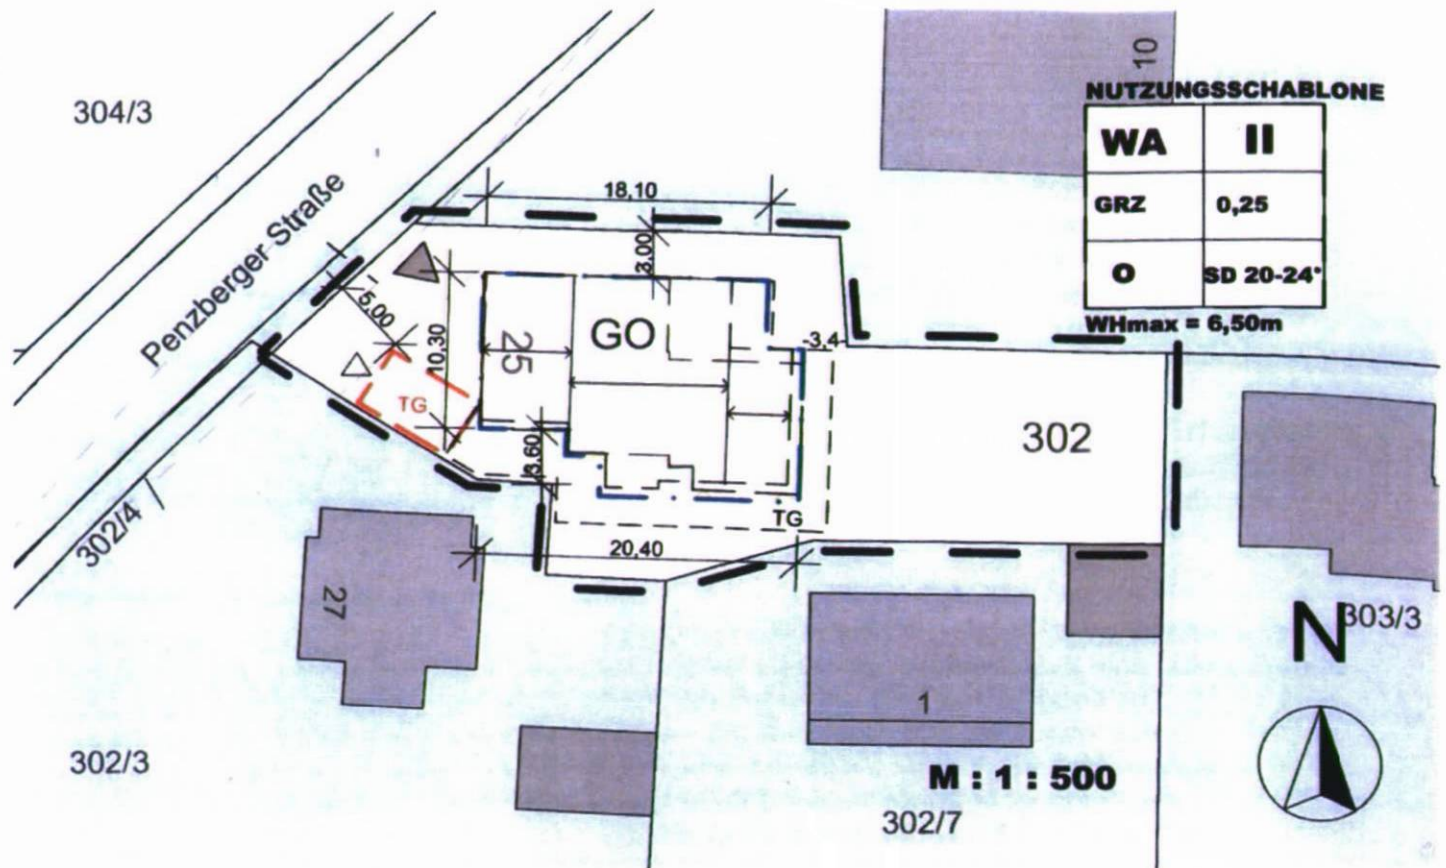 304/3
Penzberger Straße
10
NUTZUNGSSCHABLONE
WA II
GRZ 0,25
O SD 20-24°
WHmax = 6,50m
18,10
3,00
5,00
10,30
25
GO
-3,4-
TG
302
3,60
TG
20,40
302/4
27
1
N
303/3
302/3
M : 1 : 500
302/7